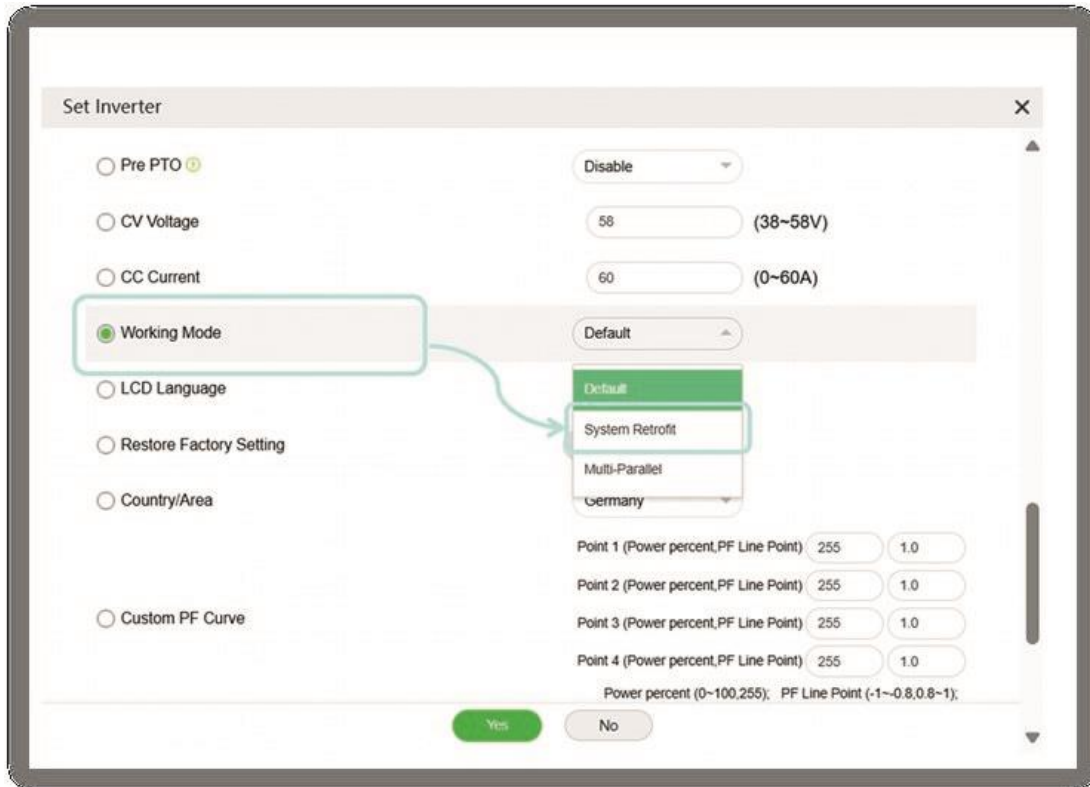 Set Inverter ×
Pre PTO Disable
CV Voltage 58 (38~58V)
CC Current 60 (0~60A)
Working Mode Default
LCD Language Default
System Retrofit
Restore Factory Setting
Multi-Parallel
Country/Area Germany
Point 1 (Power percent,PF Line Point) 255 1.0
Point 2 (Power percent,PF Line Point) 255 1.0
Custom PF Curve Point 3 (Power percent,PF Line Point) 255 1.0
Point 4 (Power percent,PF Line Point) 255 1.0
Power percent (0~100,255); PF Line Point (-1~-0.8,0.8~1);
Yes No